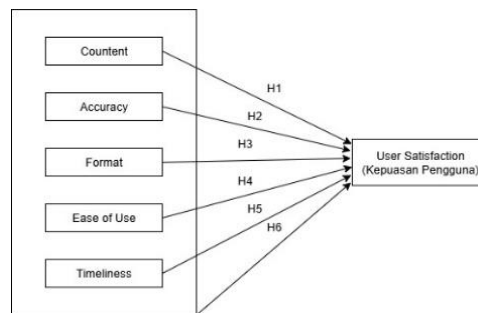 Countent
H1
Accuracy
H2
H3
Format
User Satisfaction
(Kepuasan Pengguna)
H4
Ease of Use
H5
H6
Timeliness